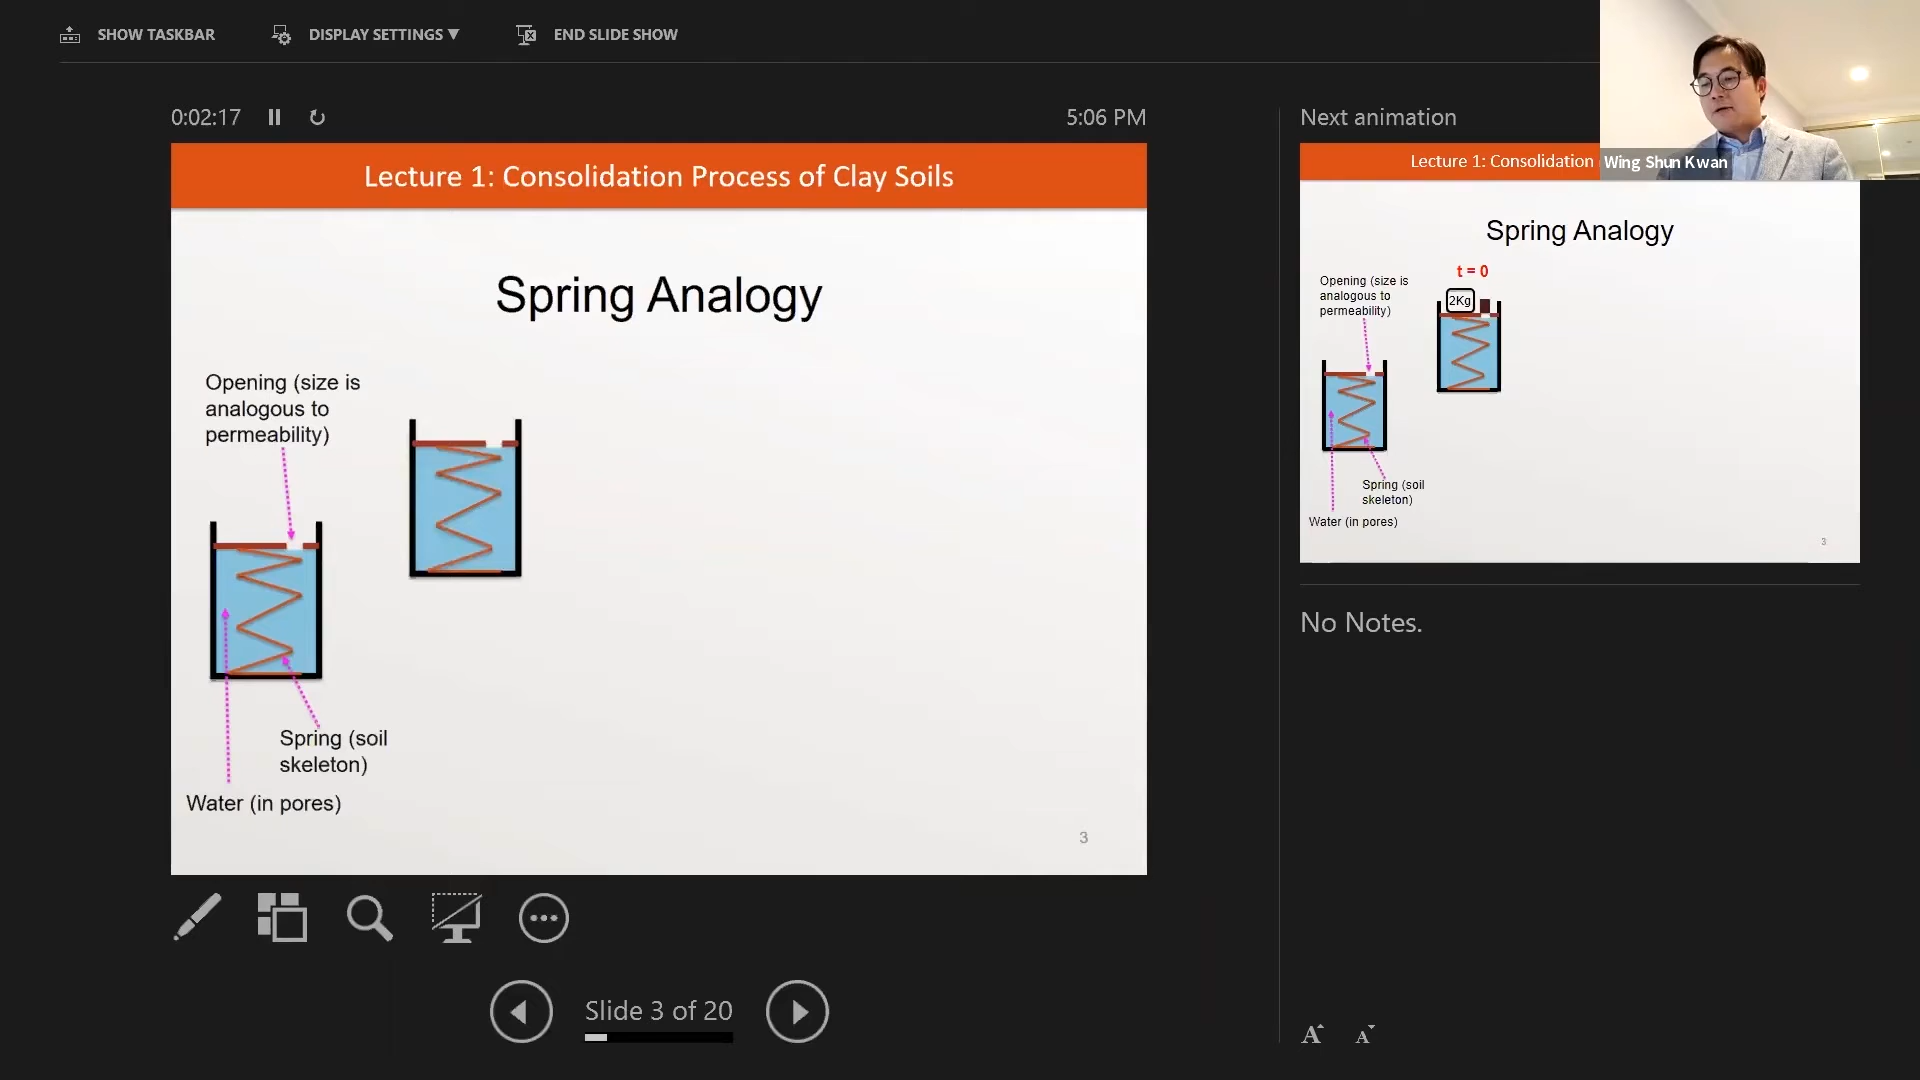 SHOW TASKBAR
DISPLAY SETTINGS ▼
END SLIDE SHOW
0:02:17
5:06 PM
Lecture 1: Consolidation Process of Clay Soils
Spring Analogy
Opening (size is
analogous to
permeability)
Spring (soil
skeleton)
Water (in pores)
3
Slide 3 of 20
Next animation
Lecture 1: Consolidation
Wing Shun Kwan
Spring Analogy
t = 0
Opening (size is
analogous to
permeability)
2Kg
Spring (soil
skeleton)
Water (in pores)
3
No Notes.
A A